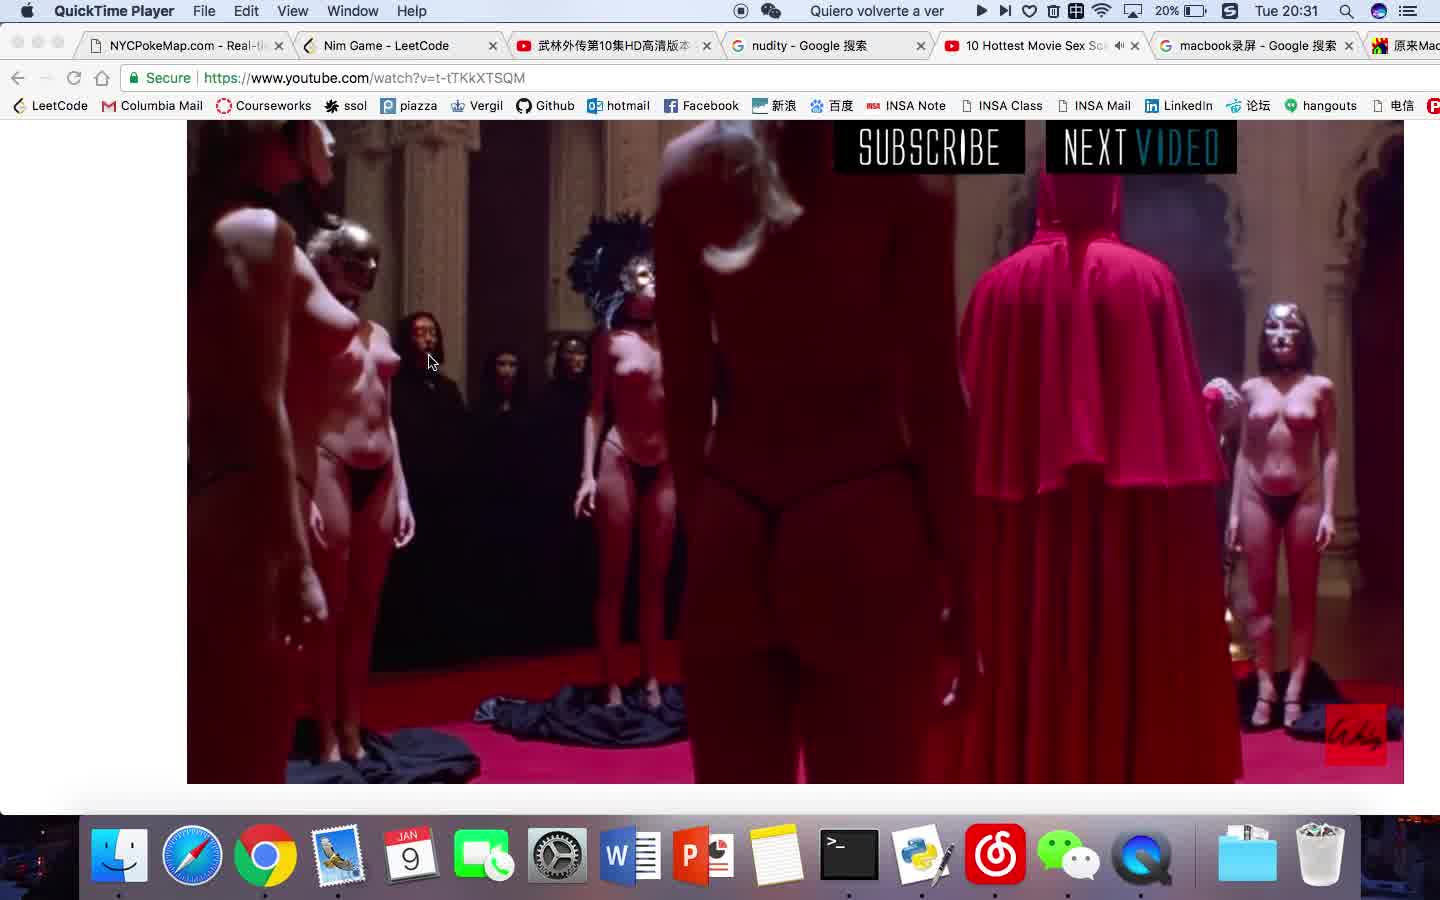 QuickTime Player File Edit View Window Help Quiero volverte a ver 20% Tue 20:31
NYCPokeMap.com - Real-ti
Nim Game - LeetCode
武林外传第10集HD高清版本
nudity - Google 搜索
10 Hottest Movie Sex Sc
macbook录屏 - Google 搜索
原来Mac
Secure https://www.youtube.com/watch?v=t-tTKkXTSQM
LeetCode Columbia Mail Courseworks ssol piazza Vergil Github hotmail Facebook 新浪 百度 INSA Note INSA Class INSA Mail LinkedIn 论坛 hangouts 电信
SUBSCRIBE NEXT VIDEO
JAN
9
W
P
>_